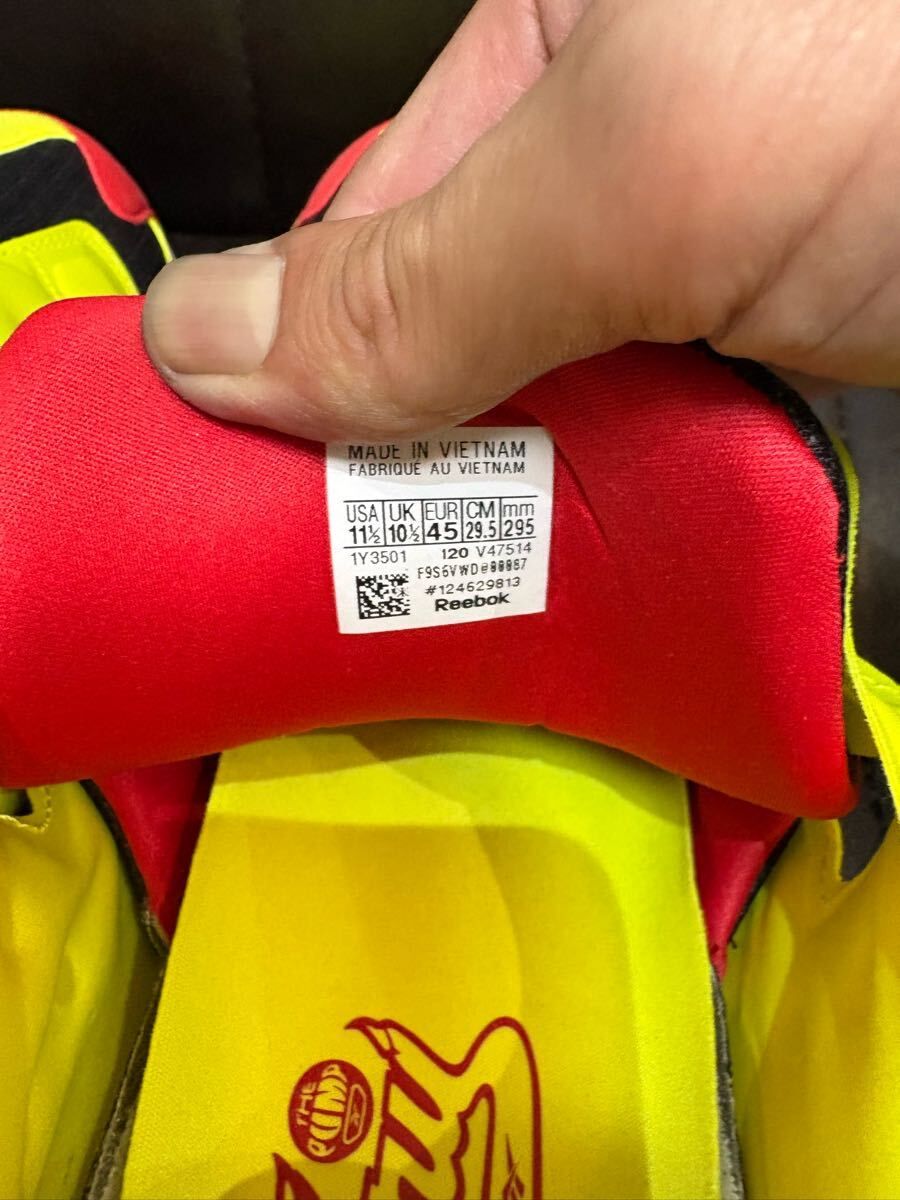 MADE IN VIETNAM
FABRIQUÉ AU VIETNAM
USA UK EUR CM mm
11½ 10½ 45 29.5 295
1Y3501 120 V47514
#124629813
Reebok
THE
PUMP